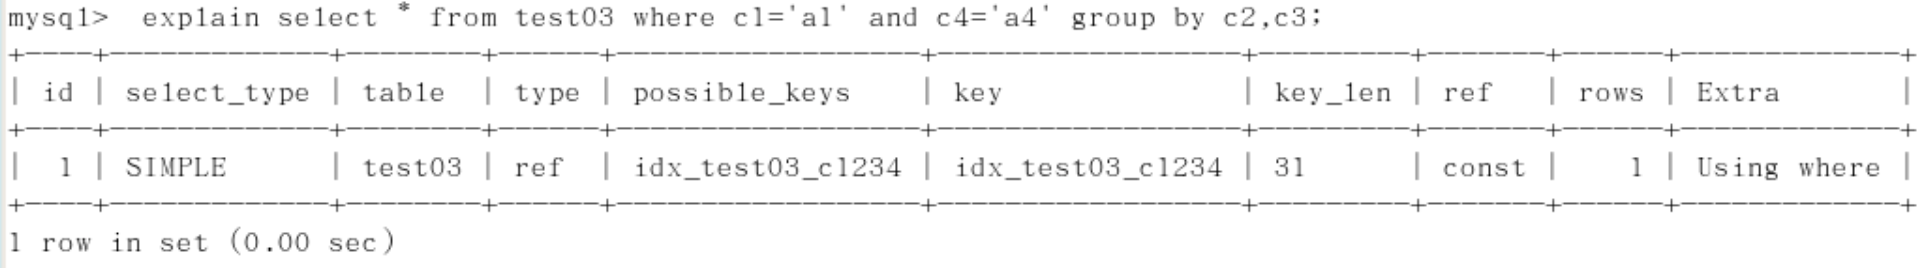 mysql> explain select * from test03 where c1='a1' and c4='a4' group by c2,c3;
+----+-------------+--------+------+------------------+------------------+---------+-------+------+-------------+
| id | select_type | table | type | possible_keys | key | key_len | ref | rows | Extra |
+----+-------------+--------+------+------------------+------------------+---------+-------+------+-------------+
| 1 | SIMPLE | test03 | ref | idx_test03_c1234 | idx_test03_c1234 | 31 | const | 1 | Using where |
+----+-------------+--------+------+------------------+------------------+---------+-------+------+-------------+
1 row in set (0.00 sec)